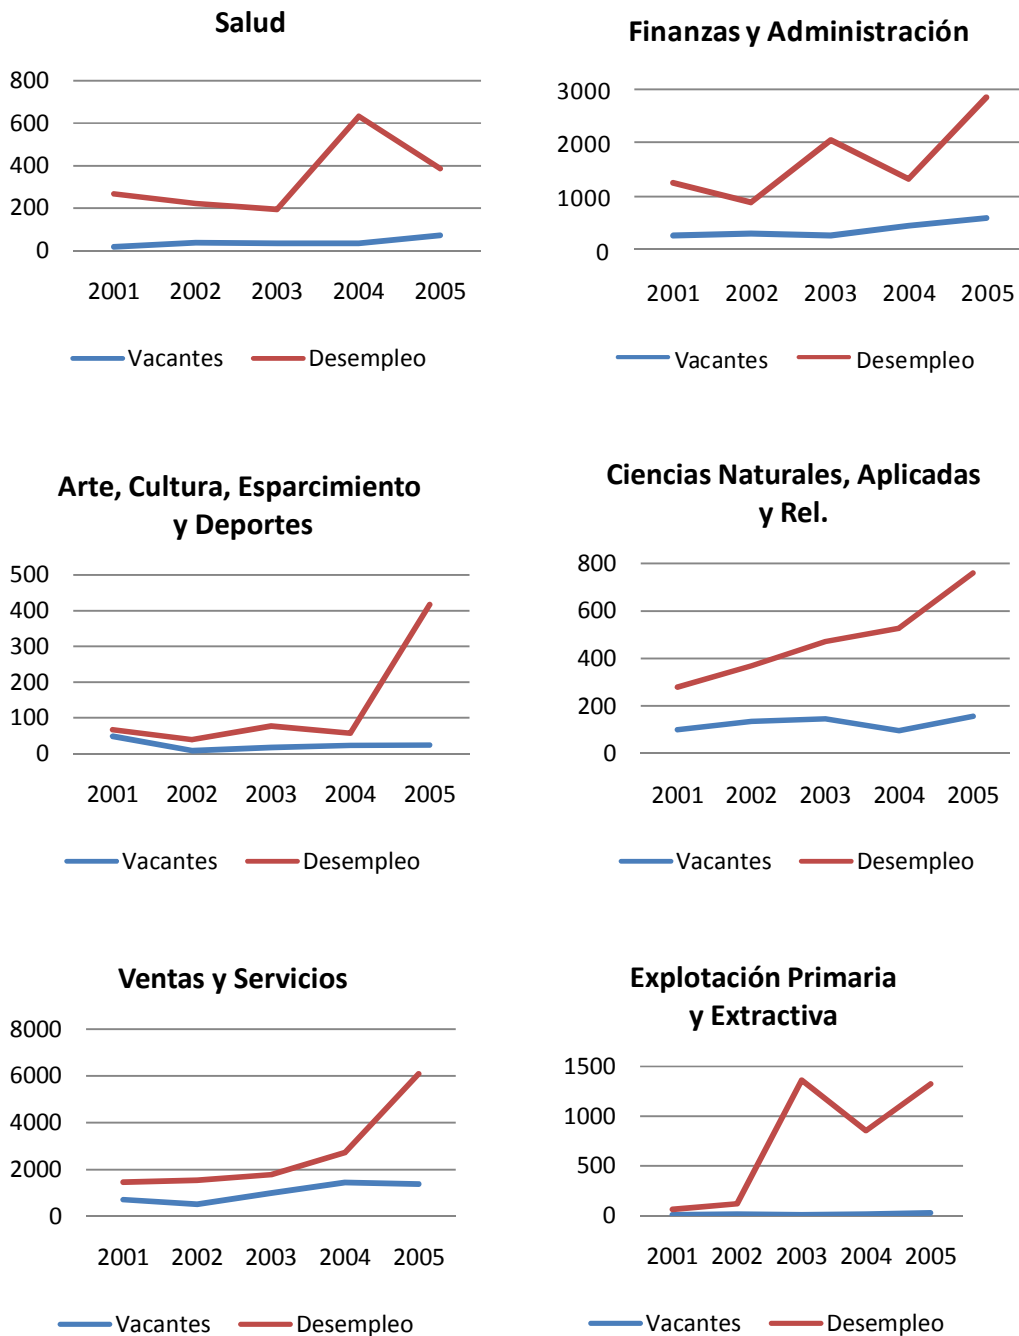 Salud
800
600
400
200
0
2001 2002 2003 2004 2005
Vacantes Desempleo
Finanzas y Administración
3000
2000
1000
0
2001 2002 2003 2004 2005
Vacantes Desempleo
Arte, Cultura, Esparcimiento
y Deportes
500
400
300
200
100
0
2001 2002 2003 2004 2005
Vacantes Desempleo
Ciencias Naturales, Aplicadas
y Rel.
800
600
400
200
0
2001 2002 2003 2004 2005
Vacantes Desempleo
Ventas y Servicios
8000
6000
4000
2000
0
2001 2002 2003 2004 2005
Vacantes Desempleo
Explotación Primaria
y Extractiva
1500
1000
500
0
2001 2002 2003 2004 2005
Vacantes Desempleo